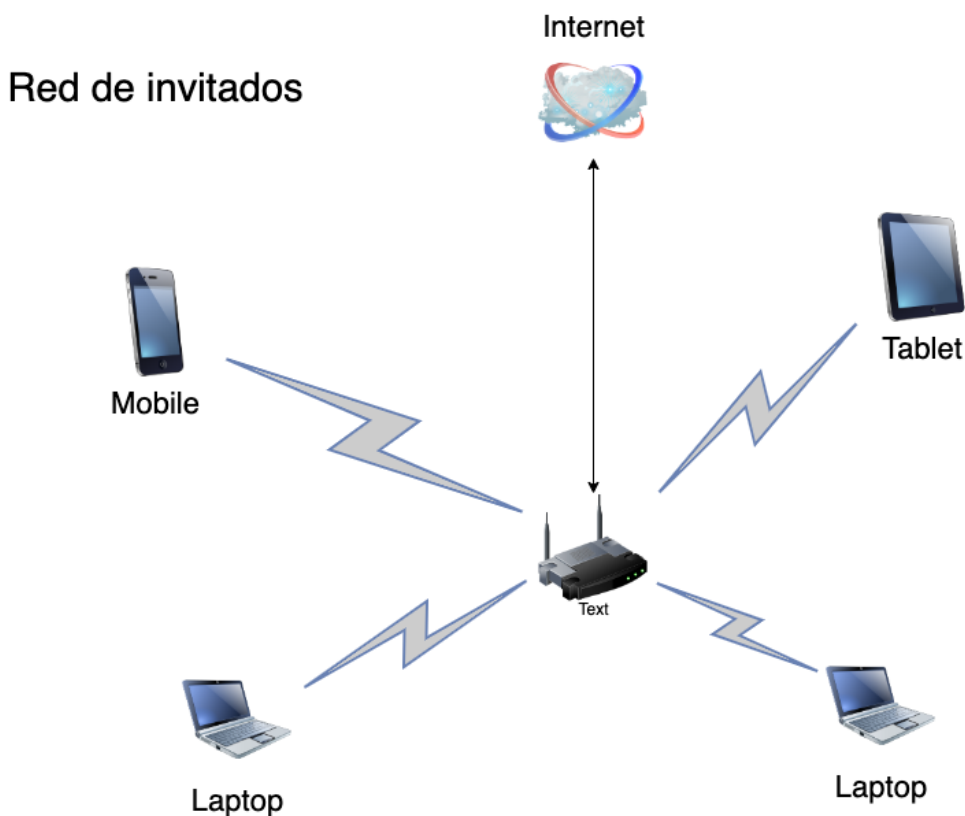 Internet
Red de invitados
Tablet
Mobile
Text
Laptop
Laptop